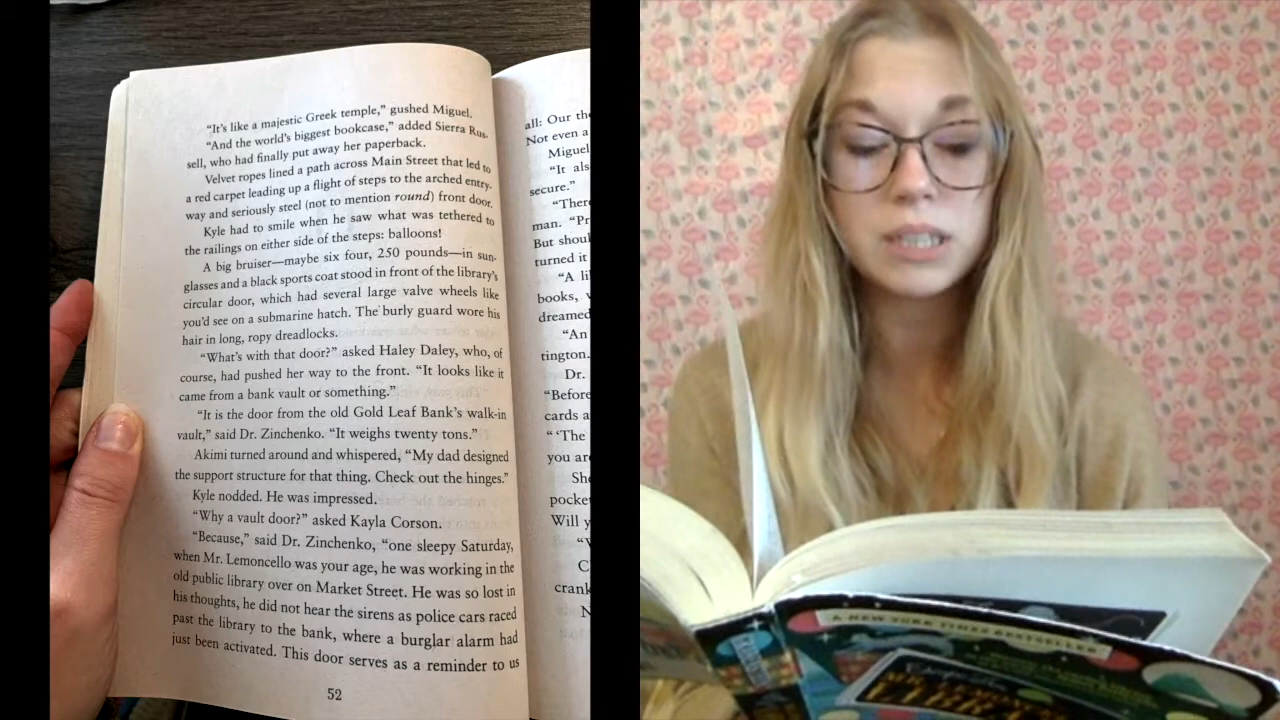 "It's like a majestic Greek temple," gushed Miguel.
"And the world's biggest bookcase," added Sierra Rus-
sell, who had finally put away her paperback.
Velvet ropes lined a path across Main Street that led to
a red carpet leading up a flight of steps to the arched entry-
way and seriously steel (not to mention round) front door.
Kyle had to smile when he saw what was tethered to
the railings on either side of the steps: balloons!
A big bruiser—maybe six four, 250 pounds—in sun-
glasses and a black sports coat stood in front of the library's
circular door, which had several large valve wheels like
you'd see on a submarine hatch. The burly guard wore his
hair in long, ropy dreadlocks.
"What's with that door?" asked Haley Daley, who, of
course, had pushed her way to the front. "It looks like it
came from a bank vault or something."
"It is the door from the old Gold Leaf Bank's walk-in
vault," said Dr. Zinchenko. "It weighs twenty tons."
Akimi turned around and whispered, "My dad designed
the support structure for that thing. Check out the hinges."
Kyle nodded. He was impressed.
"Why a vault door?" asked Kayla Corson.
"Because," said Dr. Zinchenko, "one sleepy Saturday,
when Mr. Lemoncello was your age, he was working in the
old public library over on Market Street. He was so lost in
his thoughts, he did not hear the sirens as police cars raced
past the library to the bank, where a burglar alarm had
just been activated. This door serves as a reminder to us
52
all: Our
Not even a
Miguel
"It
secure."
"
man.
But
turned it
"A
books,
dreamed
"An
tington.
Dr.
"Before
cards a
"'The
you
Will
A NEW YORK TIMES BESTSELLER